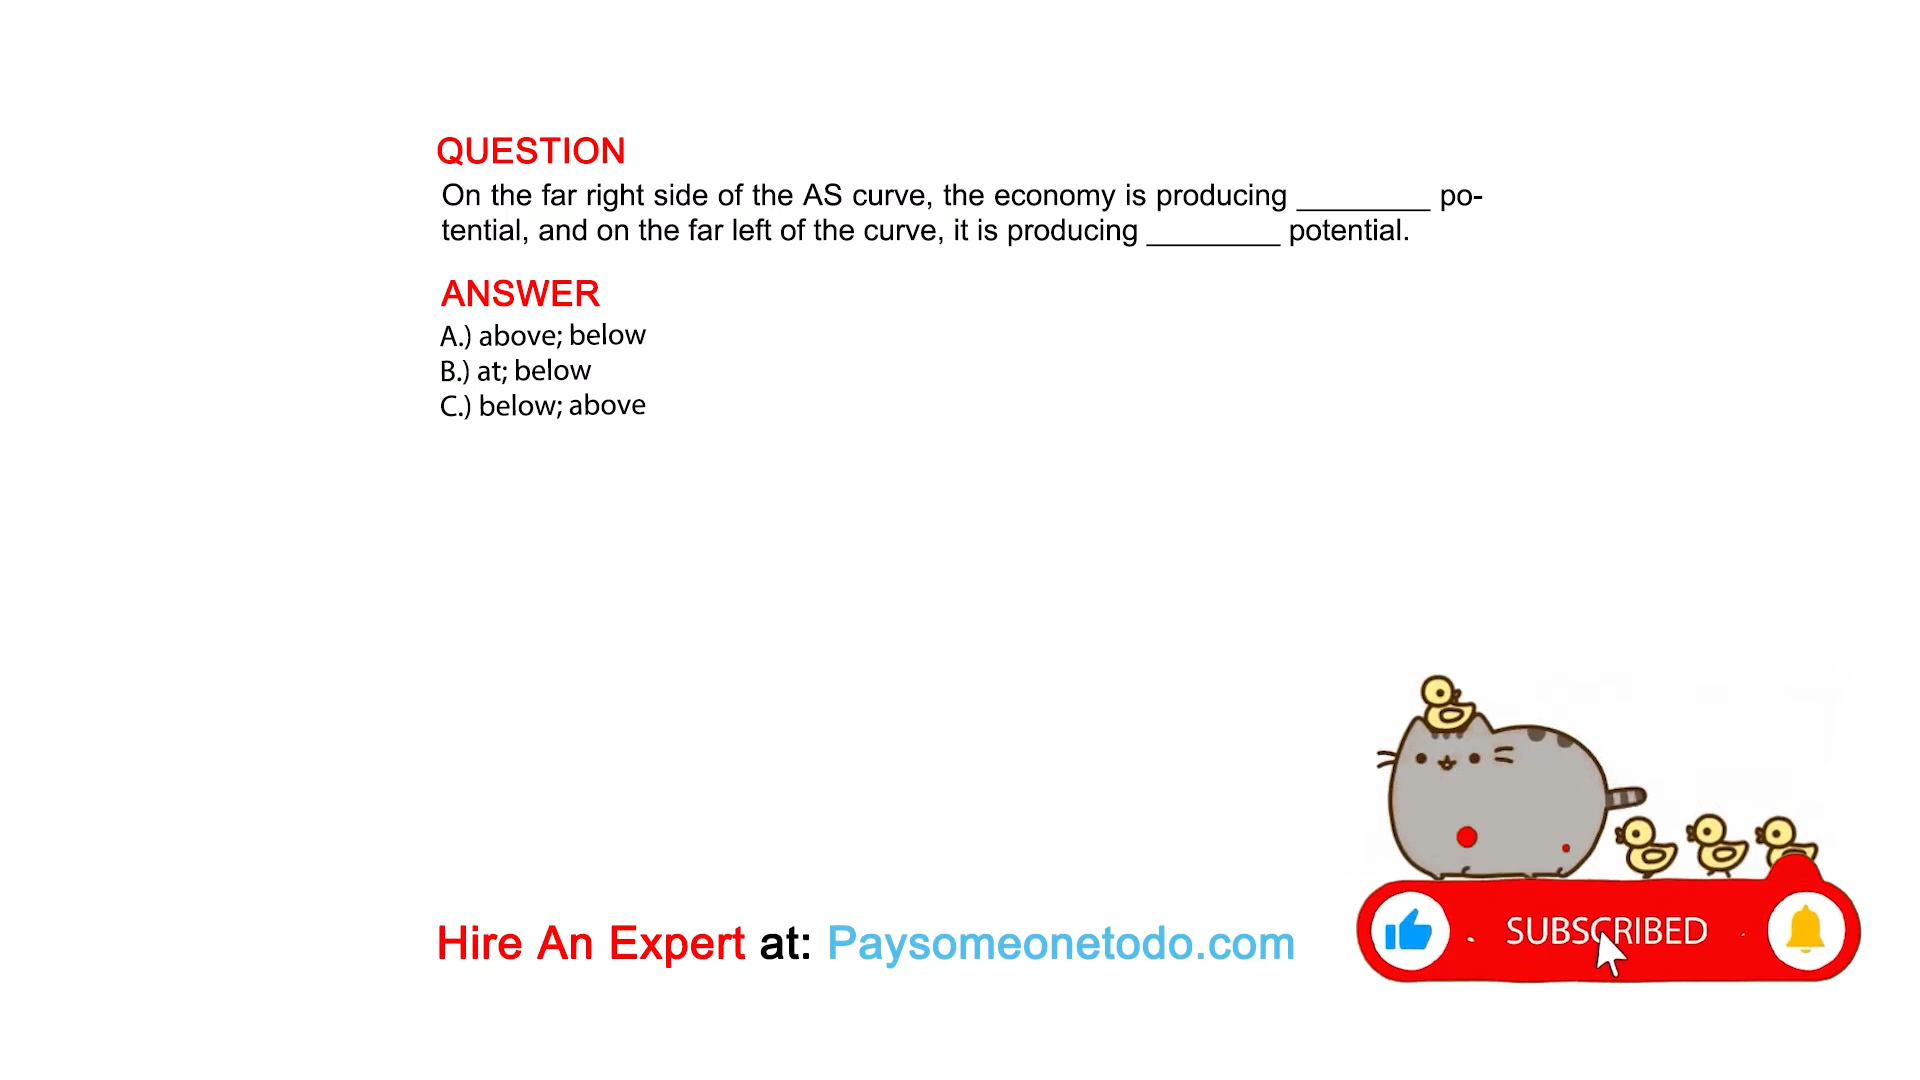 QUESTION
On the far right side of the AS curve, the economy is producing ________ po-
tential, and on the far left of the curve, it is producing ________ potential.
ANSWER
A.) above; below
B.) at; below
C.) below; above
Hire An Expert at: Paysomeonetodo.com
SUBSCRIBED